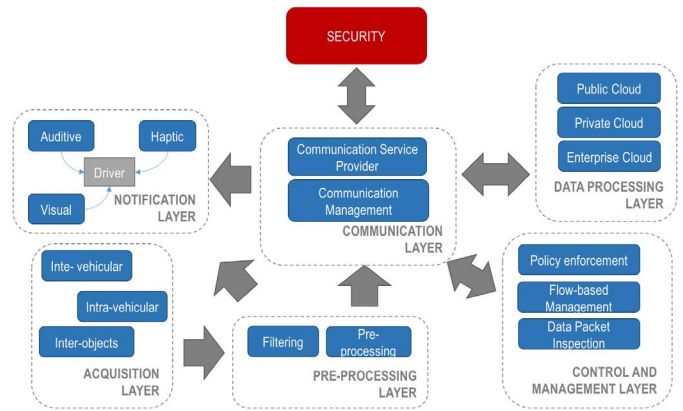 SECURITY
Auditive
Haptic
Driver
Visual
NOTIFICATION
LAYER
Communication Service
Provider
Communication
Management
COMMUNICATION
LAYER
Public Cloud
Private Cloud
Enterprise Cloud
DATA PROCESSING
LAYER
Inte- vehicular
Intra-vehicular
Inter-objects
ACQUISITION
LAYER
Filtering
Pre-
processing
PRE-PROCESSING
LAYER
Policy enforcement
Flow-based
Management
Data Packet
Inspection
CONTROL AND
MANAGEMENT LAYER